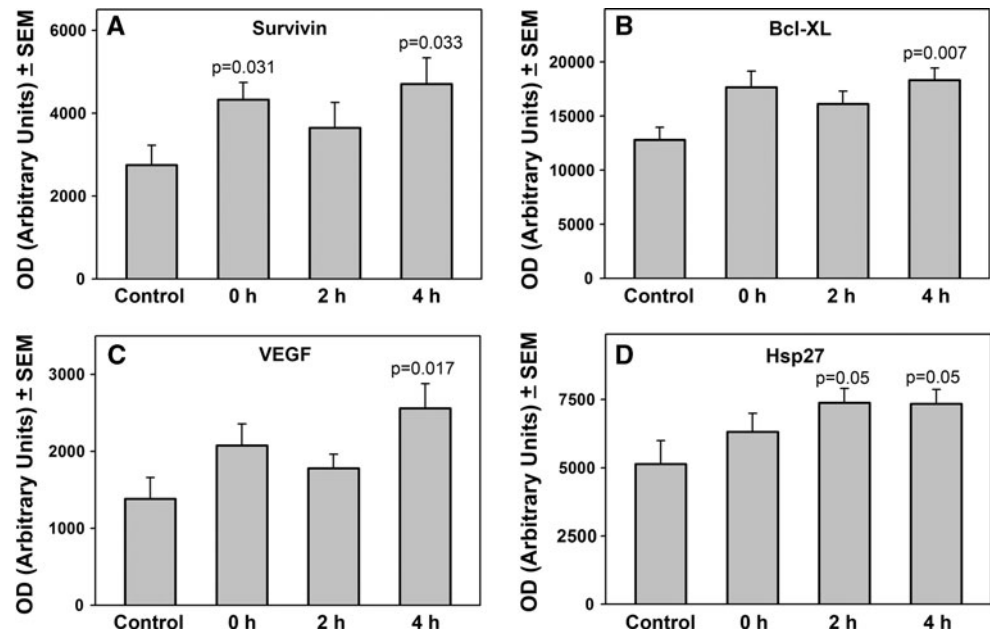 A
Survivin
OD (Arbitrary Units) ± SEM
6000
4000
2000
0
p=0.031
p=0.033
Control 0 h 2 h 4 h
B
Bcl-XL
OD (Arbitrary Units) ± SEM
20000
15000
10000
5000
0
p=0.007
Control 0 h 2 h 4 h
C
VEGF
OD (Arbitrary Units) ± SEM
3000
2000
1000
0
p=0.017
Control 0 h 2 h 4 h
D
Hsp27
OD (Arbitrary Units) ± SEM
7500
5000
2500
0
p=0.05
p=0.05
Control 0 h 2 h 4 h